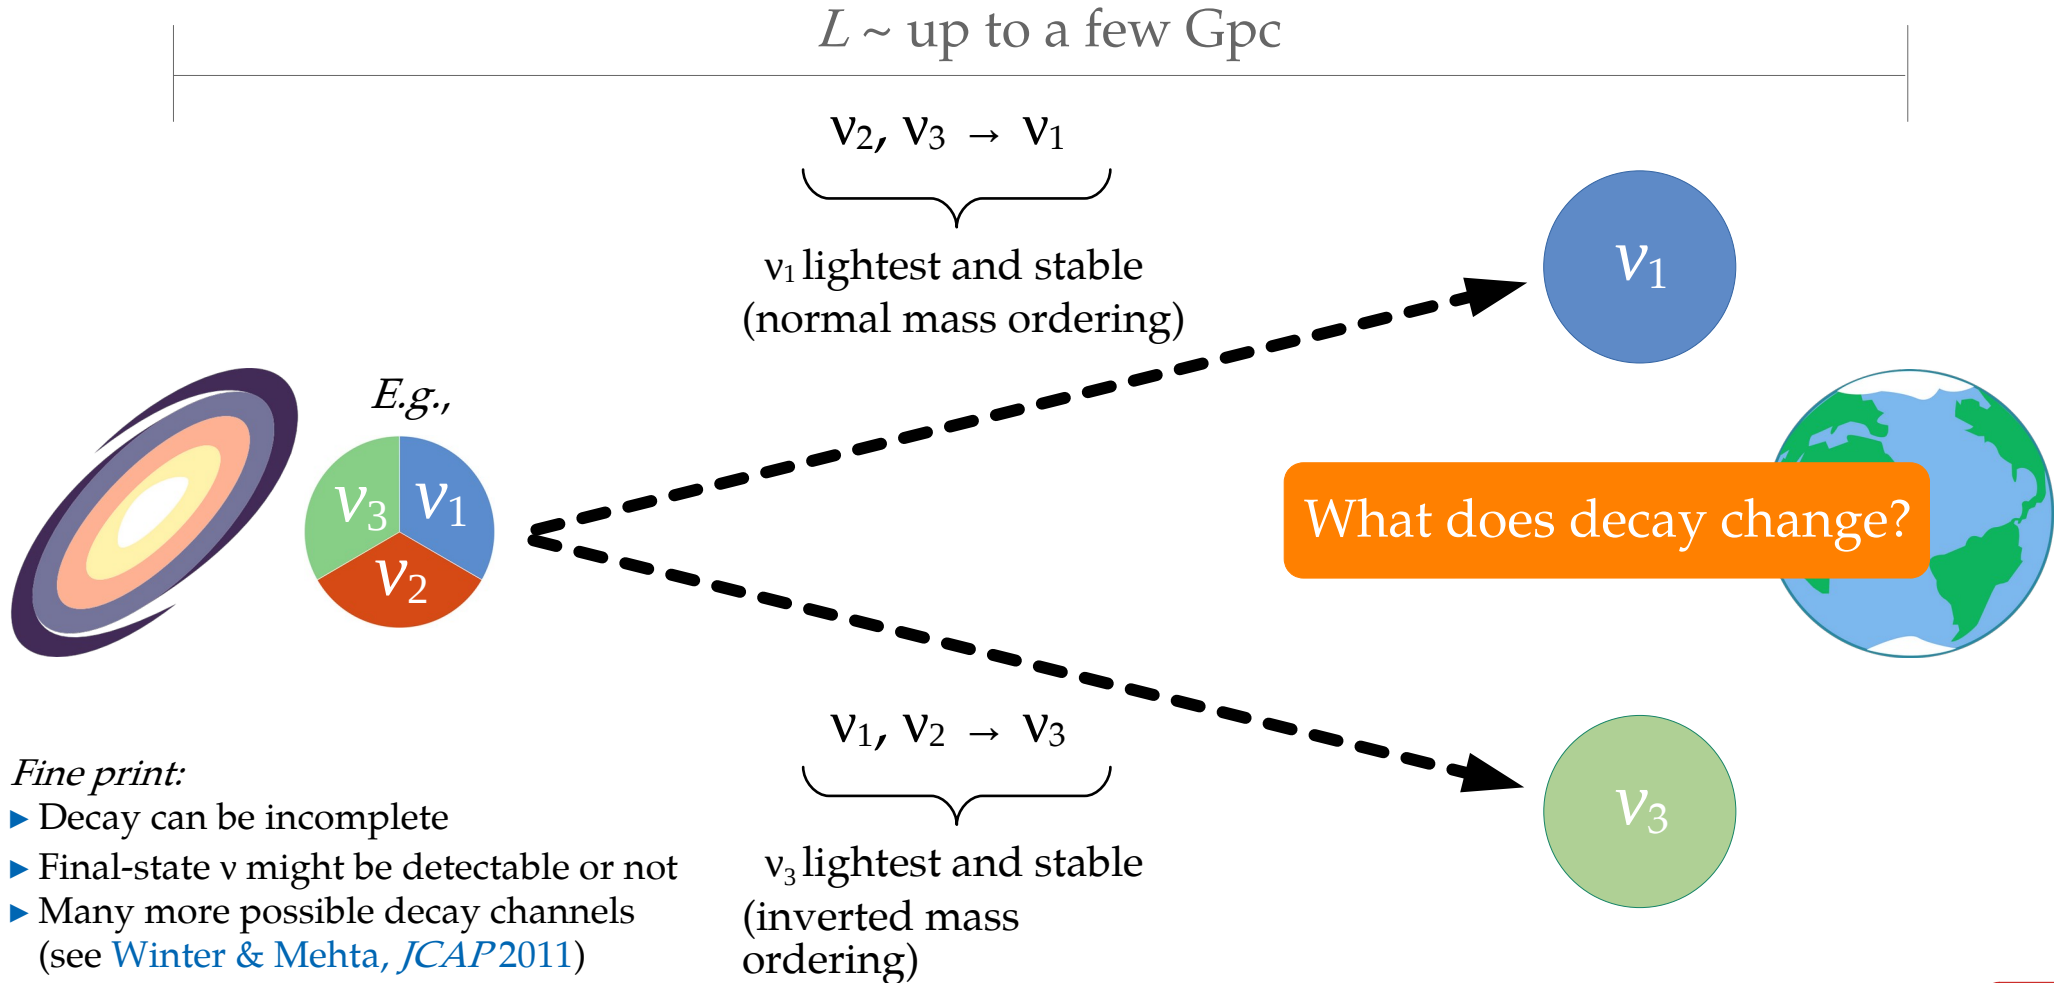 L ~ up to a few Gpc
ν₂, ν₃ → ν₁
ν₁ lightest and stable
(normal mass ordering)
ν₁
E.g.,
ν₃ ν₁
ν₂
What does decay change?
ν₁, ν₂ → ν₃
ν₃ lightest and stable
(inverted mass
ordering)
ν₃
Fine print:
▸ Decay can be incomplete
▸ Final-state ν might be detectable or not
▸ Many more possible decay channels
(see Winter & Mehta, JCAP 2011)